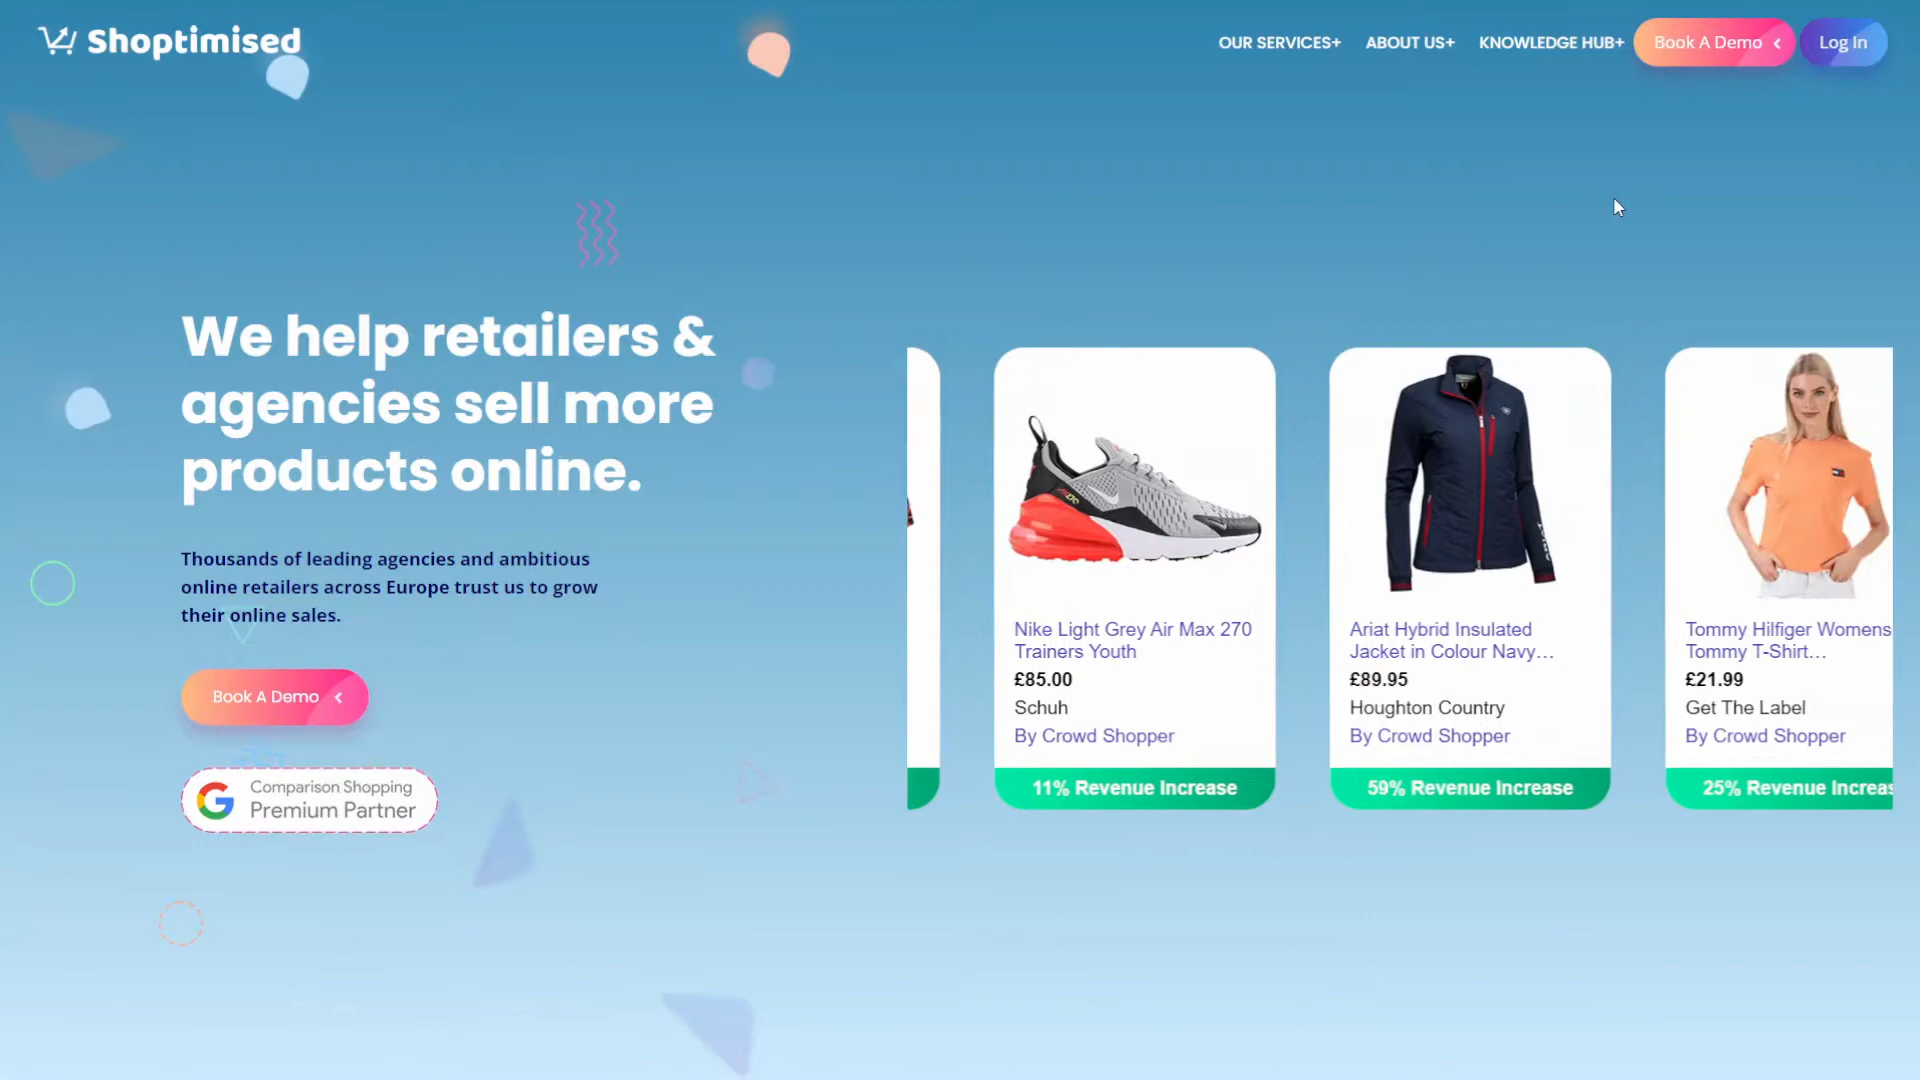 Shoptimised
OUR SERVICES+
ABOUT US+
KNOWLEDGE HUB+
Book A Demo
Log In
We help retailers &
agencies sell more
products online.
Thousands of leading agencies and ambitious
online retailers across Europe trust us to grow
their online sales.
Book A Demo
Comparison Shopping
Premium Partner
Nike Light Grey Air Max 270
Trainers Youth
£85.00
Schuh
By Crowd Shopper
11% Revenue Increase
Ariat Hybrid Insulated
Jacket in Colour Navy...
£89.95
Houghton Country
By Crowd Shopper
59% Revenue Increase
Tommy Hilfiger Womens
Tommy T-Shirt...
£21.99
Get The Label
By Crowd Shopper
25% Revenue Increas